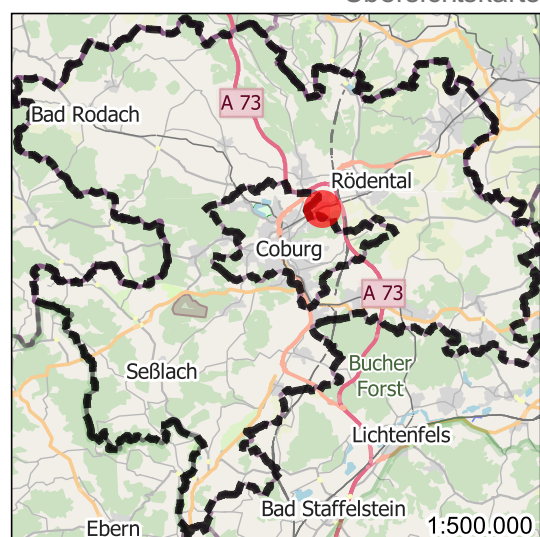 Übersichtskarte
A 73
Bad Rodach
Rödental
Coburg
A 73
Bucher
Forst
Seßlach
Lichtenfels
Bad Staffelstein
Ebern
1:500.000